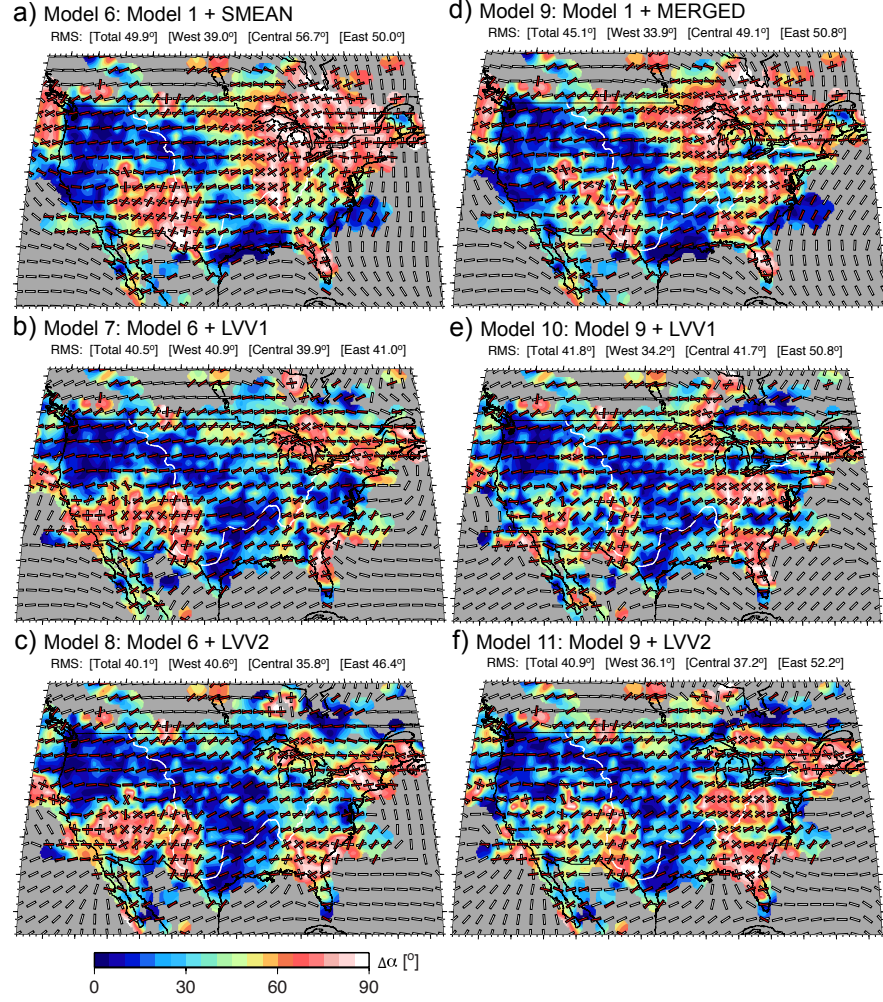 a) Model 6: Model 1 + SMEAN
RMS: [Total 49.9º] [West 39.0º] [Central 56.7º] [East 50.0º]
d) Model 9: Model 1 + MERGED
RMS: [Total 45.1º] [West 33.9º] [Central 49.1º] [East 50.8º]
b) Model 7: Model 6 + LVV1
RMS: [Total 40.5º] [West 40.9º] [Central 39.9º] [East 41.0º]
e) Model 10: Model 9 + LVV1
RMS: [Total 41.8º] [West 34.2º] [Central 41.7º] [East 50.8º]
c) Model 8: Model 6 + LVV2
RMS: [Total 40.1º] [West 40.6º] [Central 35.8º] [East 46.4º]
f) Model 11: Model 9 + LVV2
RMS: [Total 40.9º] [West 36.1º] [Central 37.2º] [East 52.2º]
Δα [º]
0 30 60 90